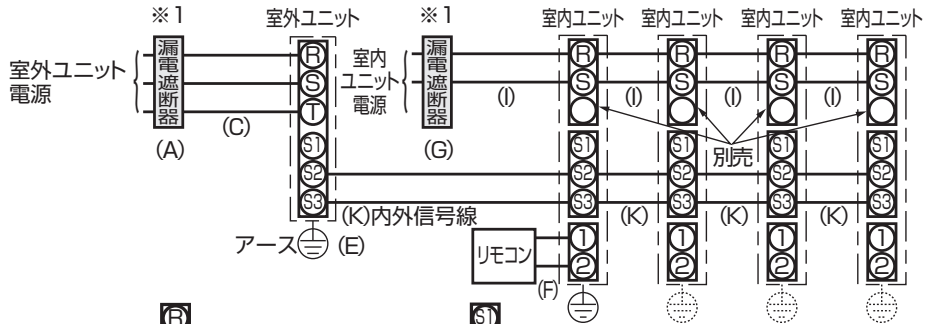 ※1
室外ユニット
※1
室内ユニット
室内ユニット
室内ユニット
室内ユニット
室外ユニット
電源
漏電遮断器
(A)
(C)
R
S
T
S1
S2
S3
アース
(E)
室内
ユニット
電源
漏電遮断器
(G)
(I)
(I)
(I)
(I)
R
S
S1
S2
S3
1
2
R
S
S1
S2
S3
1
2
R
S
S1
S2
S3
1
2
R
S
S1
S2
S3
1
2
別売
(K)内外信号線
(K)
(K)
(K)
リモコン
(F)
R
S1